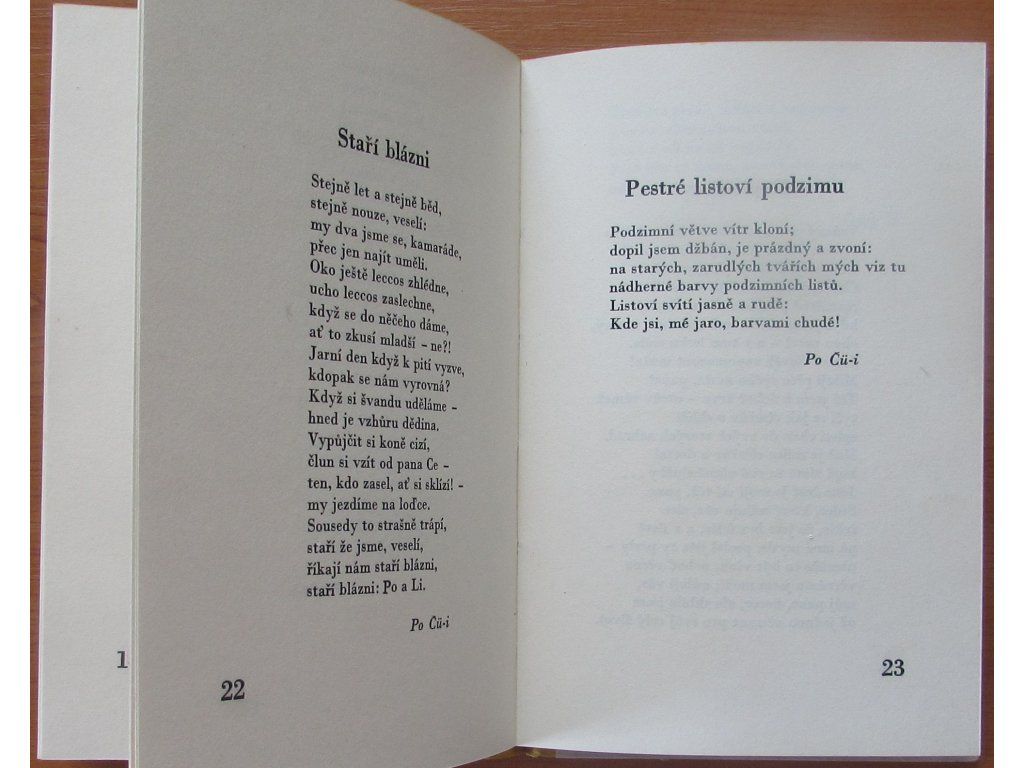 Staří blázni
Stejně let a stejně běd,
stejně nouze, veselí:
my dva jsme se, kamaráde,
přec jen najít uměli.
Oko ještě leccos zhlédne,
ucho leccos zaslechne,
když se do něčeho dáme,
ať to zkusí mladší – ne?!
Jarní den když k pití vyzve,
kdopak se nám vyrovná?
Když si švandu uděláme –
hned je vzhůru dědina.
Vypůjčit si koně cizí,
člun si vzít od pana Ce –
ten, kdo zasel, ať si sklízí! –
my jezdíme na loďce.
Sousedy to strašně trápí,
staří že jsme, veselí,
říkají nám staří blázni,
staří blázni: Po a Li.
Po Čü-i
1
22
Pestré listoví podzimu
Podzimní větve vítr kloní;
dopil jsem džbán, je prázdný a zvoní:
na starých, zarudlých tvářích mých viz tu
nádherné barvy podzimních listů.
Listoví svítí jasně a rudě:
Kde jsi, mé jaro, barvami chudé!
Po Čü-i
23